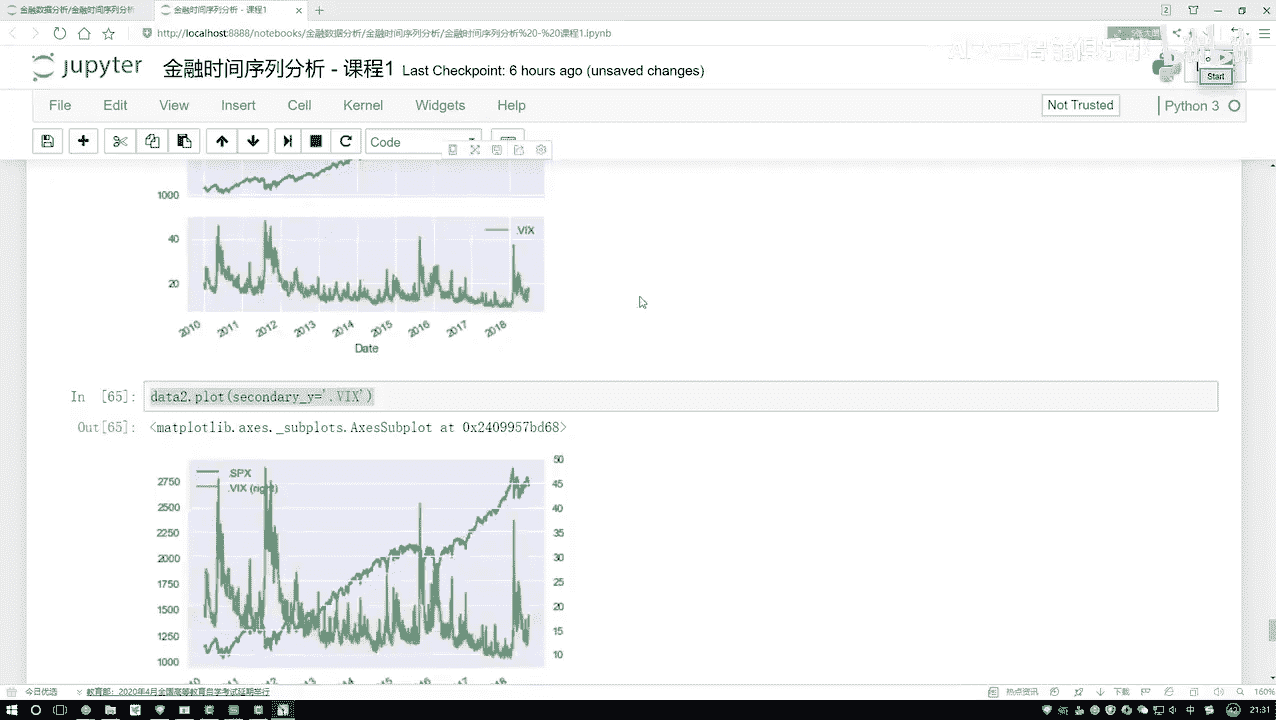 金融数据分析/金融时间序列分析
金融时间序列分析 - 课程1
2
http://localhost:8888/notebooks/金融数据分析/金融时间序列分析/金融时间序列分析%20-%20课程1.ipynb
jupyter 金融时间序列分析 - 课程1 Last Checkpoint: 6 hours ago (unsaved changes)
Start
File Edit View Insert Cell Kernel Widgets Help
Not Trusted
Python 3
Code
1000
40
20
.VIX
2010 2011 2012 2013 2014 2015 2016 2017 2018
Date
In [65]: data2.plot(secondary_y='.VIX')
Out[65]: <matplotlib.axes._subplots.AxesSubplot at 0x2409957bd68>
.SPX
.VIX (right)
2750
2500
2250
2000
1750
1500
1250
1000
50
45
40
35
30
25
20
15
10
今日优选
教育部：2020年4月全国高等教育自学考试延期举行
热点资讯
下载
160%
中
21:31